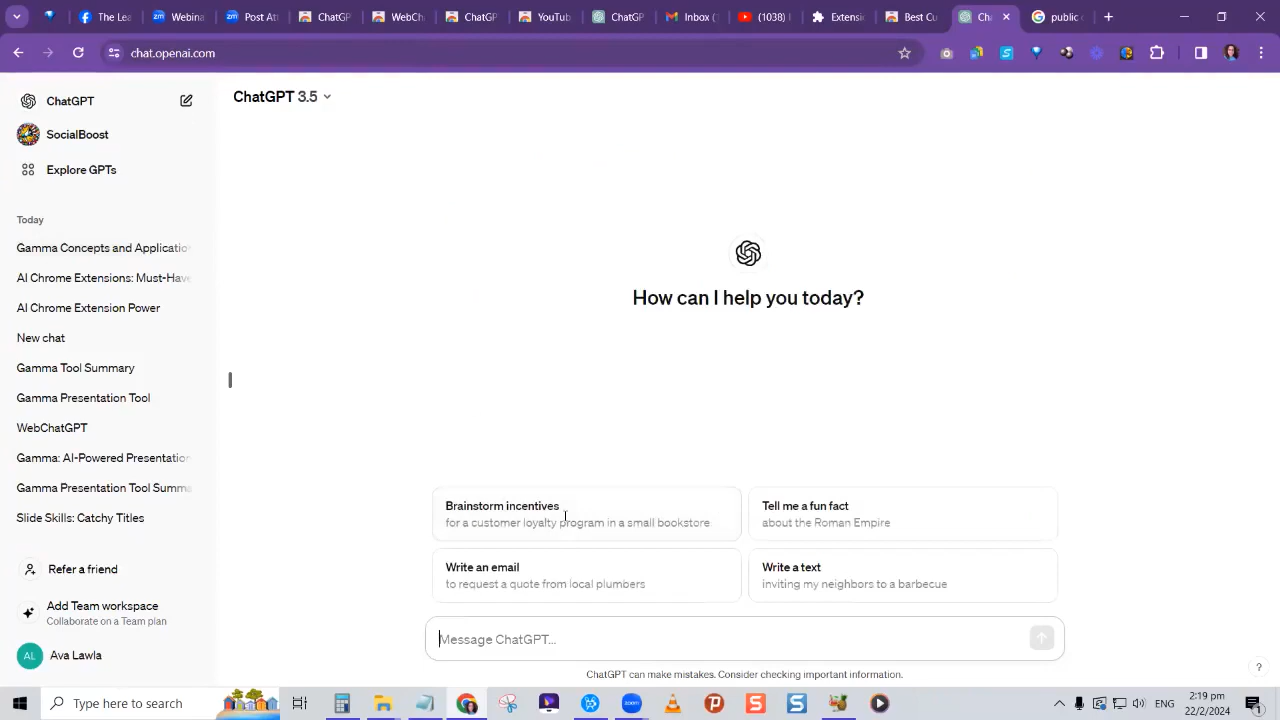 The Lea
Webina
Post At
ChatGP
WebCh
ChatGP
YouTub
ChatGP
Inbox (
(1038) I
Extensi
Best Cu
Cha
public c
chat.openai.com
ChatGPT
SocialBoost
Explore GPTs
Today
Gamma Concepts and Applicatio
AI Chrome Extensions: Must-Have
AI Chrome Extension Power
New chat
Gamma Tool Summary
Gamma Presentation Tool
WebChatGPT
Gamma: AI-Powered Presentation
Gamma Presentation Tool Summa
Slide Skills: Catchy Titles
Refer a friend
Add Team workspace
Collaborate on a Team plan
AL
Ava Lawla
ChatGPT 3.5
How can I help you today?
Brainstorm incentives
for a customer loyalty program in a small bookstore
Tell me a fun fact
about the Roman Empire
Write an email
to request a quote from local plumbers
Write a text
inviting my neighbors to a barbecue
Message ChatGPT...
ChatGPT can make mistakes. Consider checking important information.
?
Type here to search
ENG
2:19 pm
22/2/2024